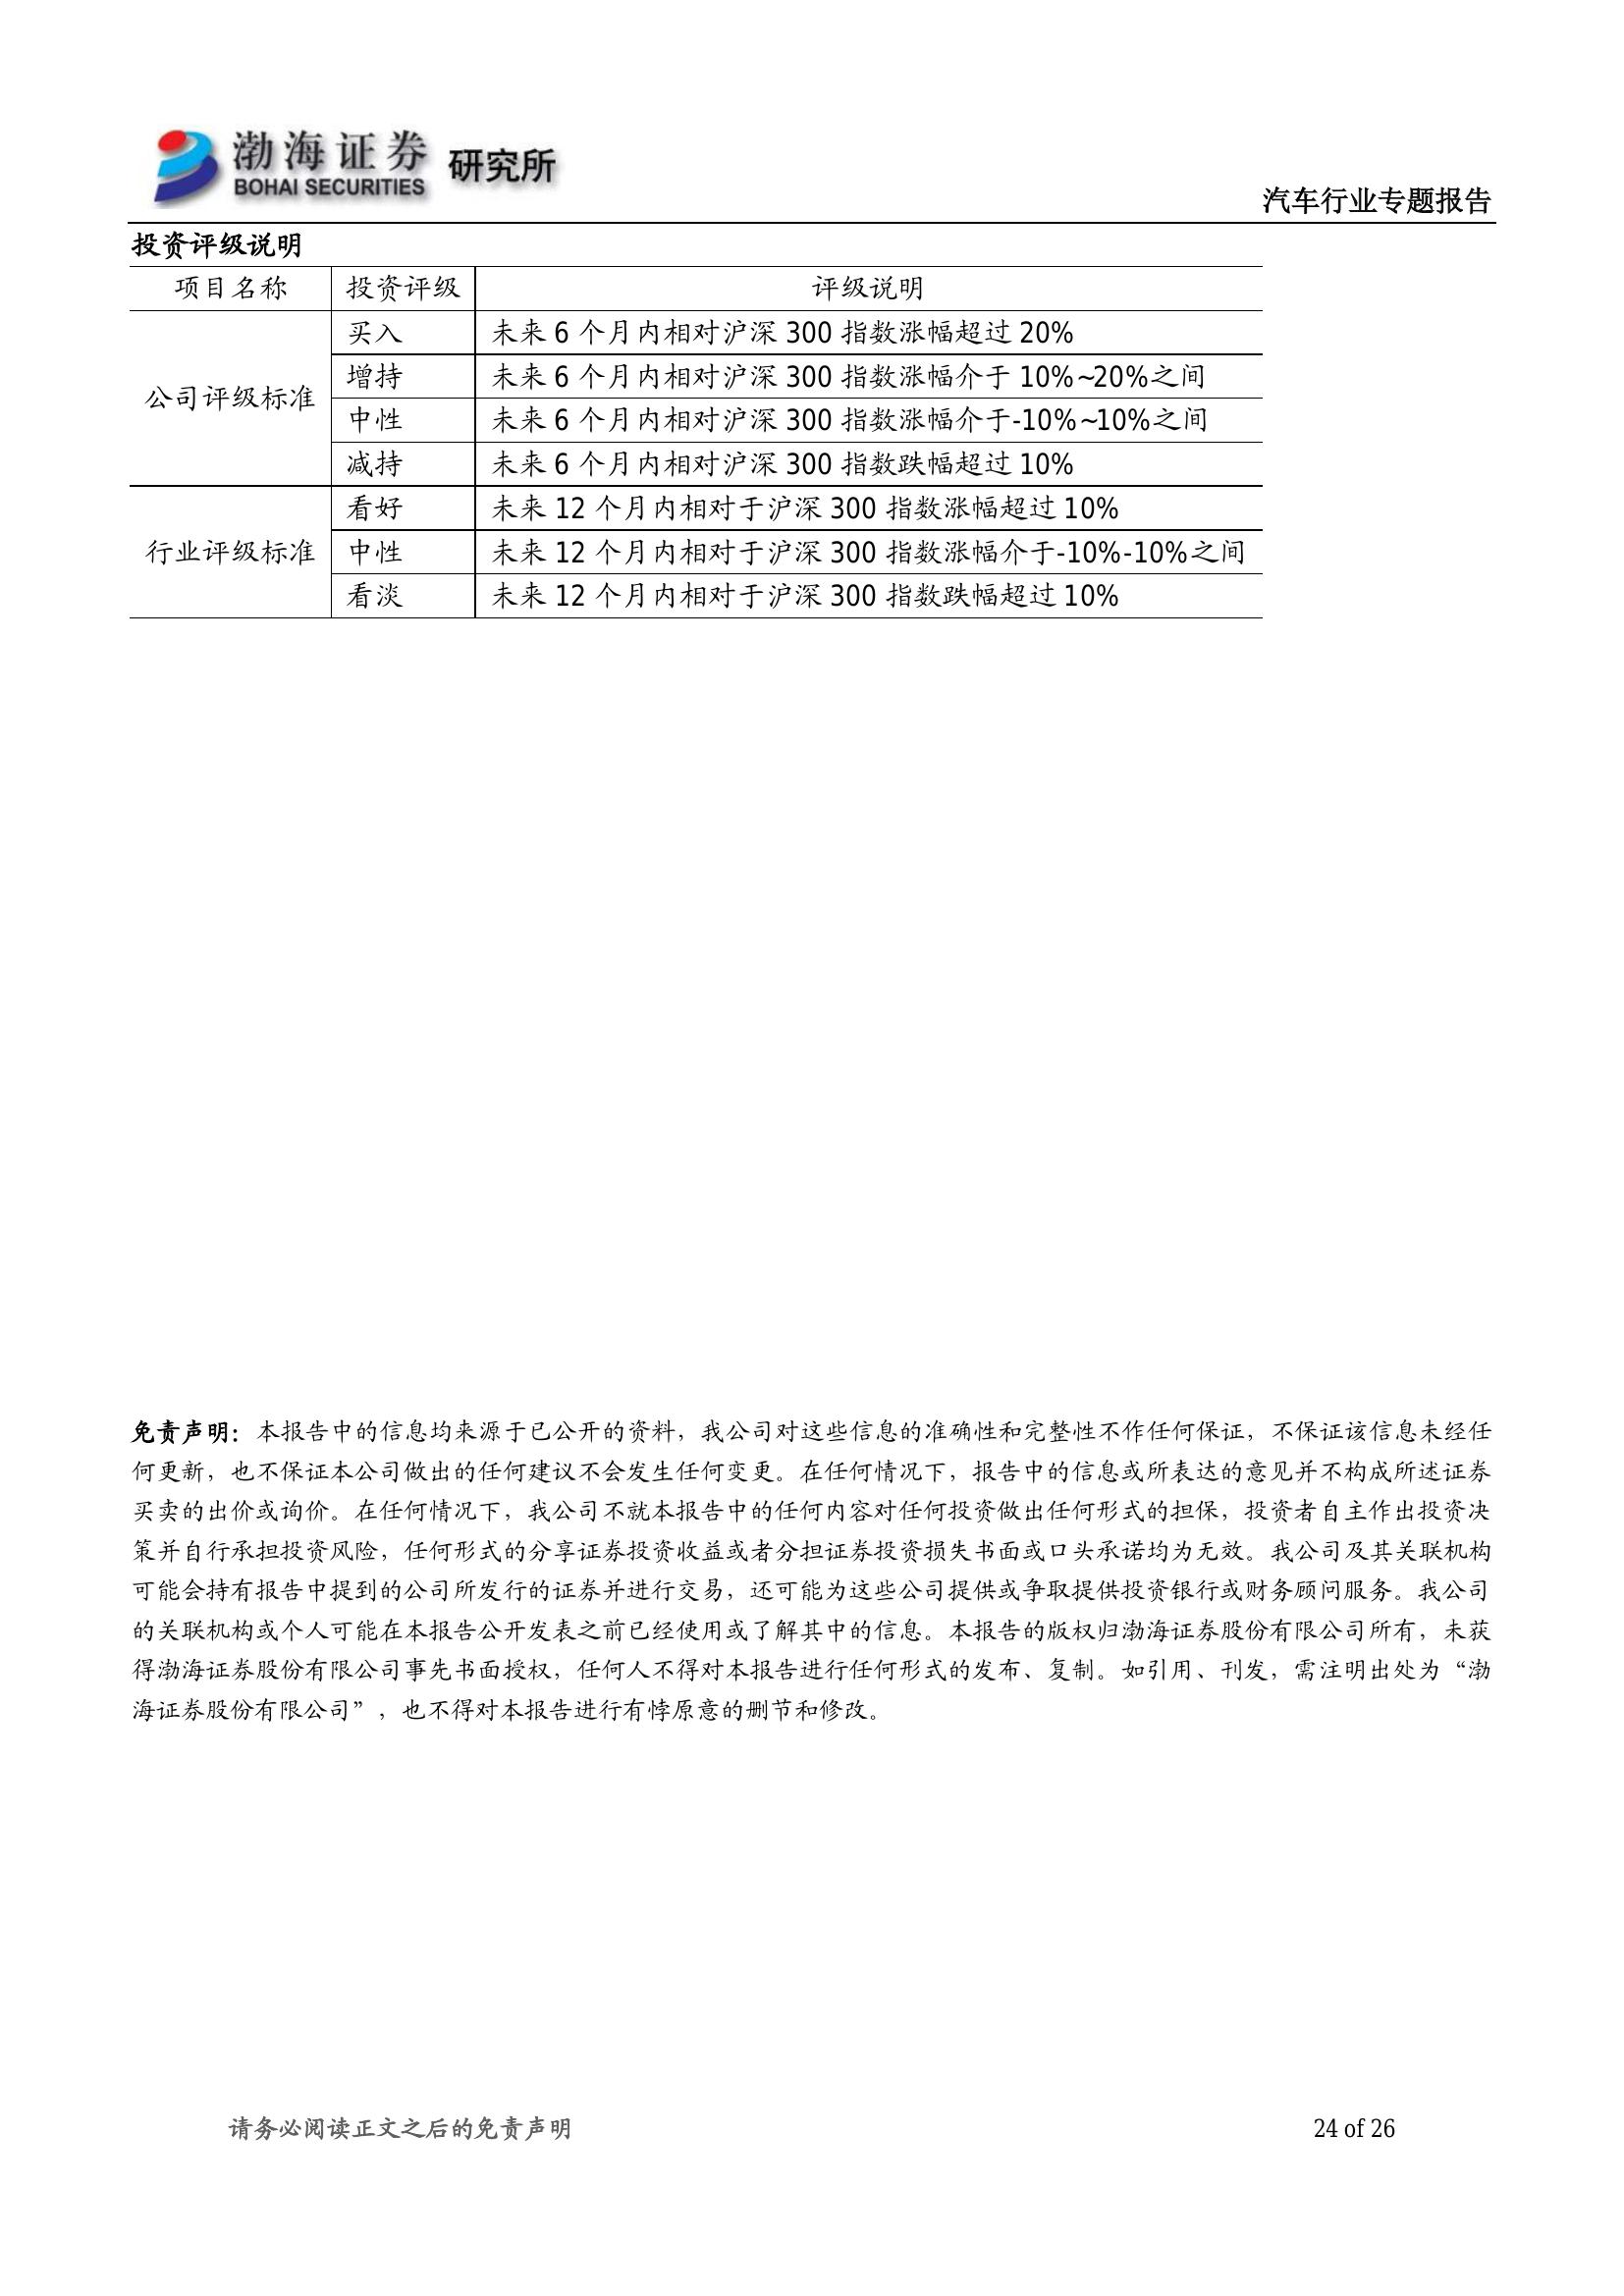 渤海证券 研究所
BOHAI SECURITIES
汽车行业专题报告
投资评级说明
项目名称 投资评级 评级说明
公司评级标准
买入 未来 6 个月内相对沪深 300 指数涨幅超过 20%
增持 未来 6 个月内相对沪深 300 指数涨幅介于 10%~20%之间
中性 未来 6 个月内相对沪深 300 指数涨幅介于-10%~10%之间
减持 未来 6 个月内相对沪深 300 指数跌幅超过 10%
行业评级标准
看好 未来 12 个月内相对于沪深 300 指数涨幅超过 10%
中性 未来 12 个月内相对于沪深 300 指数涨幅介于-10%-10%之间
看淡 未来 12 个月内相对于沪深 300 指数跌幅超过 10%
免责声明：本报告中的信息均来源于已公开的资料，我公司对这些信息的准确性和完整性不作任何保证，不保证该信息未经任
何更新，也不保证本公司做出的任何建议不会发生任何变更。在任何情况下，报告中的信息或所表达的意见并不构成所述证券
买卖的出价或询价。在任何情况下，我公司不就本报告中的任何内容对任何投资做出任何形式的担保，投资者自主作出投资决
策并自行承担投资风险，任何形式的分享证券投资收益或者分担证券投资损失书面或口头承诺均为无效。我公司及其关联机构
可能会持有报告中提到的公司所发行的证券并进行交易，还可能为这些公司提供或争取提供投资银行或财务顾问服务。我公司
的关联机构或个人可能在本报告公开发表之前已经使用或了解其中的信息。本报告的版权归渤海证券股份有限公司所有，未获
得渤海证券股份有限公司事先书面授权，任何人不得对本报告进行任何形式的发布、复制。如引用、刊发，需注明出处为“渤
海证券股份有限公司”，也不得对本报告进行有悖原意的删节和修改。
请务必阅读正文之后的免责声明 24 of 26